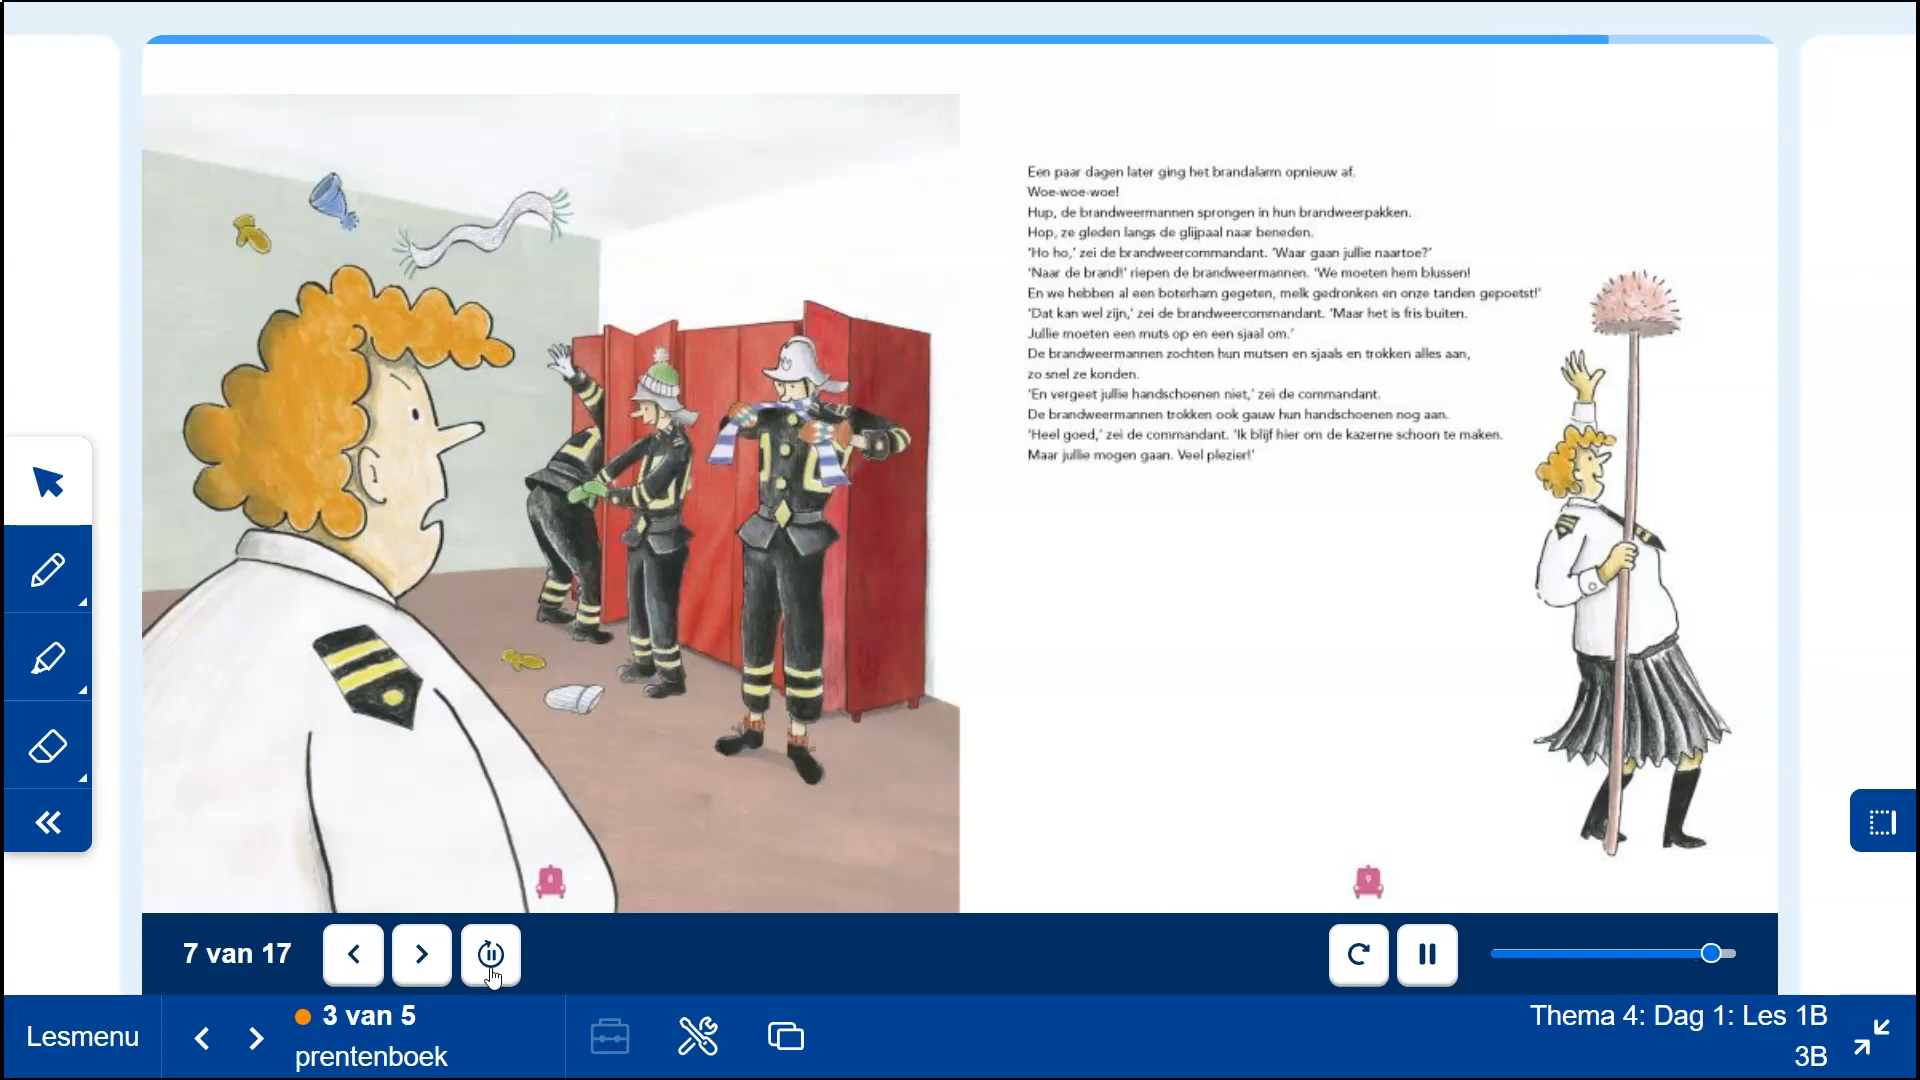 Een paar dagen later ging het brandalarm opnieuw af.
Woe-woe-woe!
Hup, de brandweermannen sprongen in hun brandweerpakken.
Hop, ze gleden langs de glijpaal naar beneden.
'Ho ho,' zei de brandweercommandant. 'Waar gaan jullie naartoe?'
'Naar de brand!' riepen de brandweermannen. 'We moeten hem blussen!
En we hebben al een boterham gegeten, melk gedronken en onze tanden gepoetst!'
'Dat kan wel zijn,' zei de brandweercommandant. 'Maar het is fris buiten.
Jullie moeten een muts op en een sjaal om.'
De brandweermannen zochten hun mutsen en sjaals en trokken alles aan,
zo snel ze konden.
'En vergeet jullie handschoenen niet,' zei de commandant.
De brandweermannen trokken ook gauw hun handschoenen nog aan.
'Heel goed,' zei de commandant. 'Ik blijf hier om de kazerne schoon te maken.
Maar jullie mogen gaan. Veel plezier!'
8
9
7 van 17
Lesmenu
3 van 5
prentenboek
Thema 4: Dag 1: Les 1B
3B